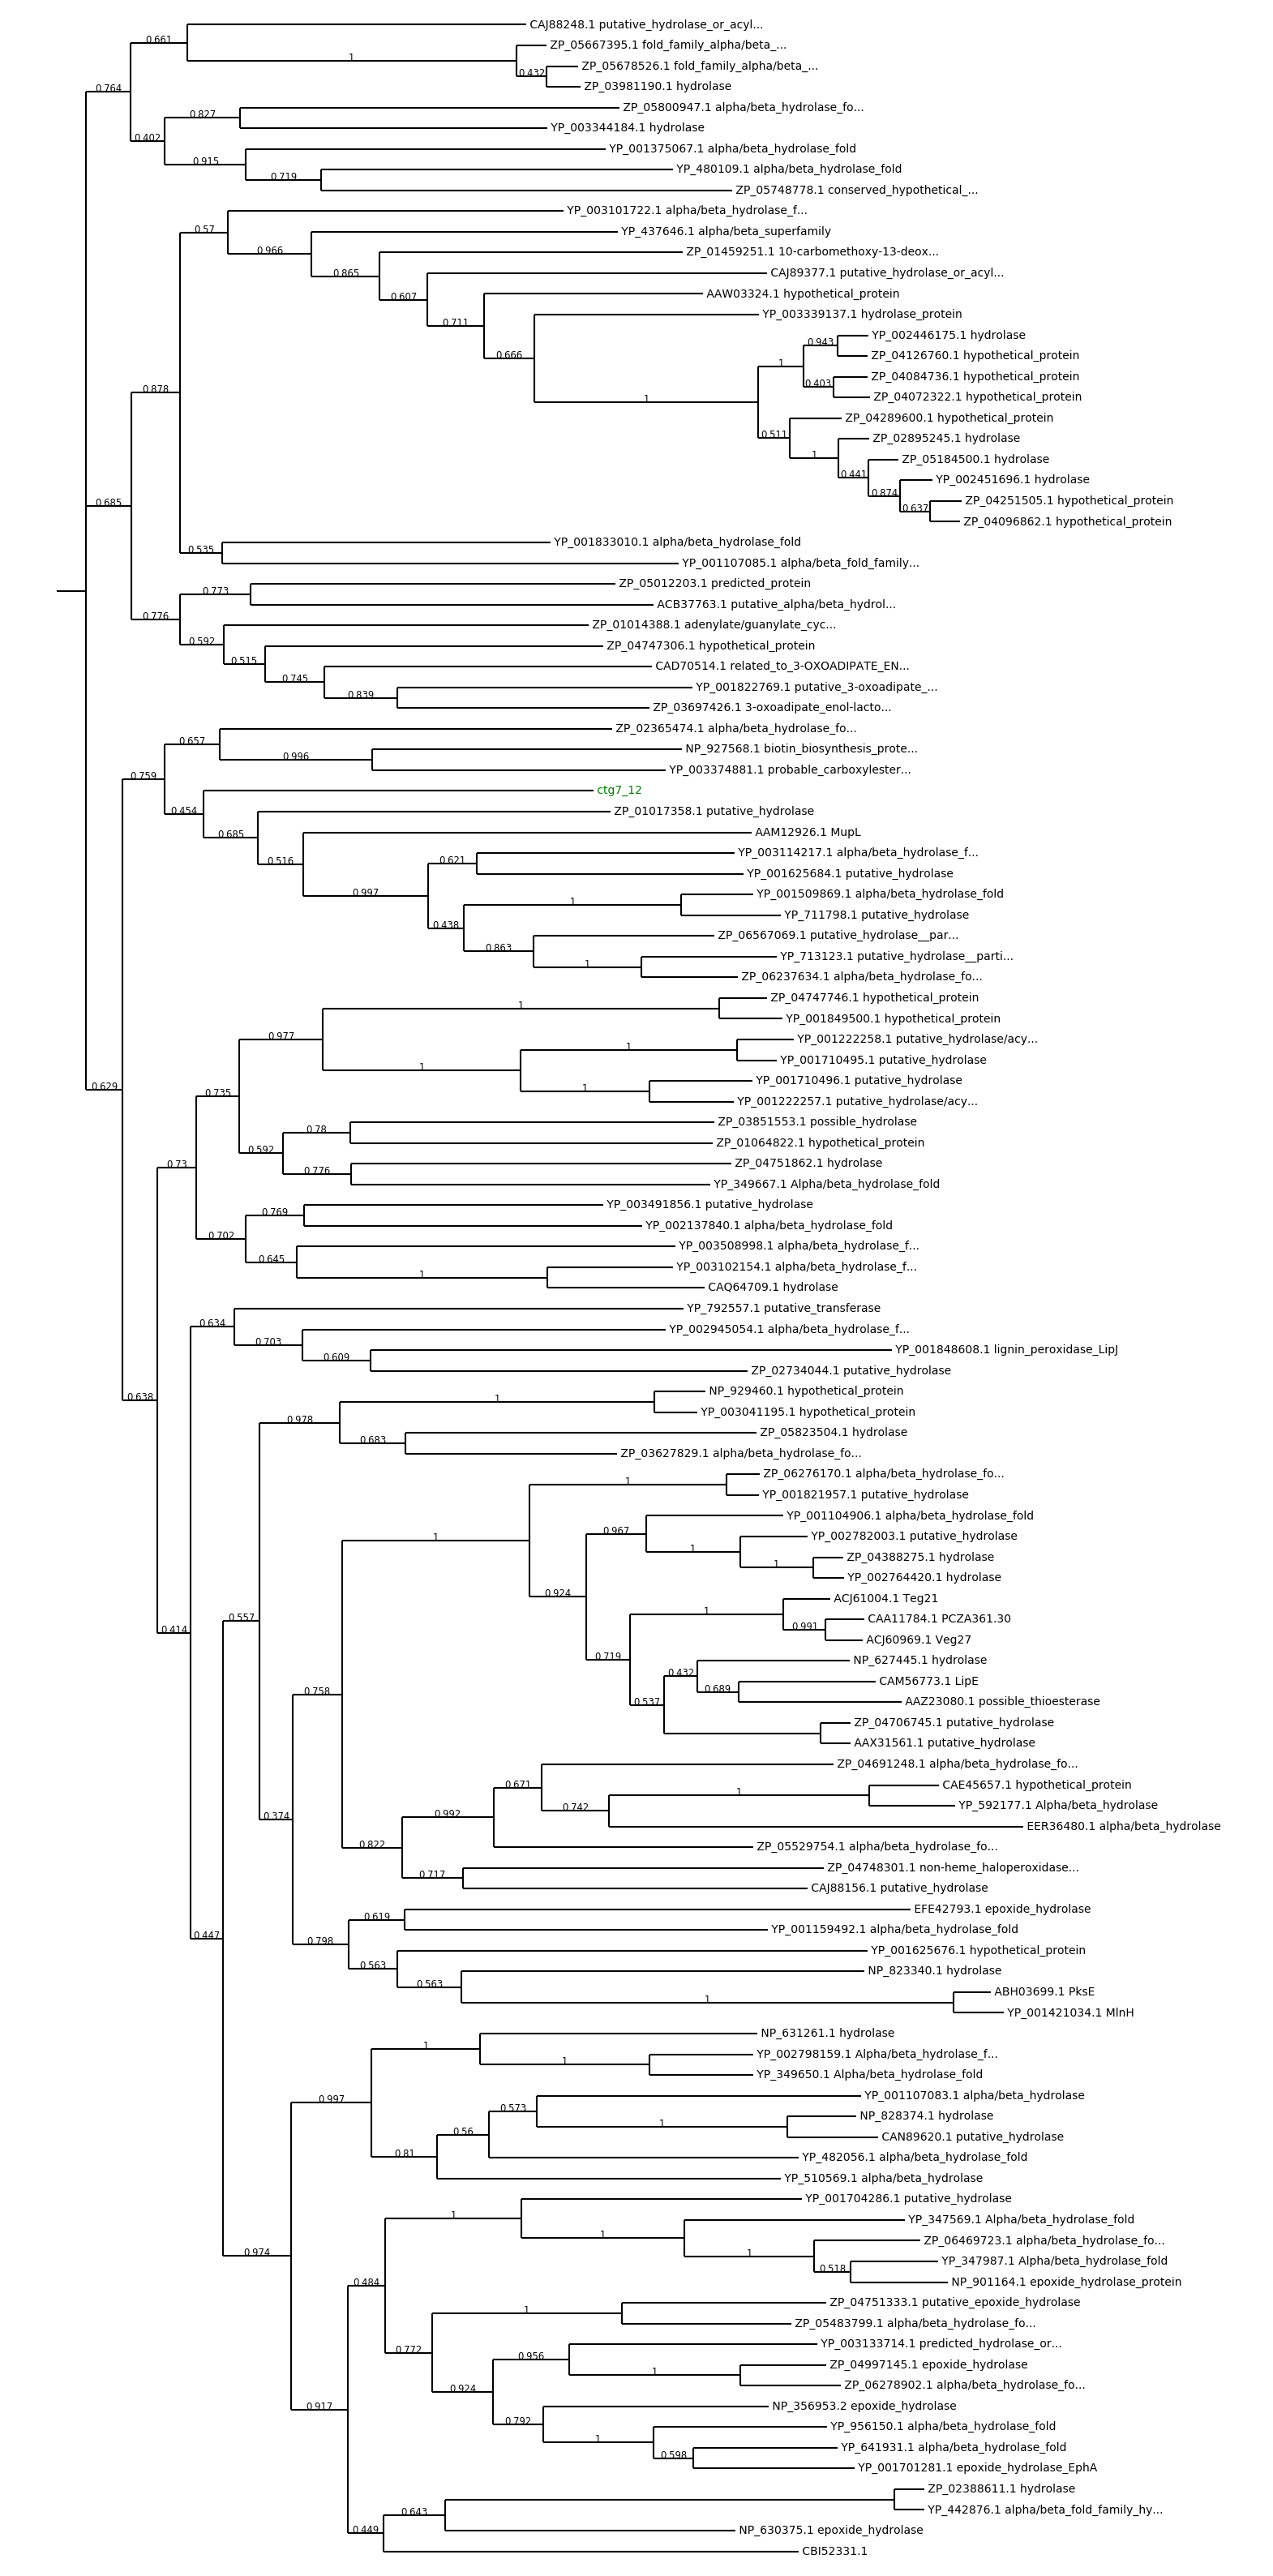 CAJ88248.1 putative_hydrolase_or_acyl...
0.661
ZP_05667395.1 fold_family_alpha/beta_...
1
ZP_05678526.1 fold_family_alpha/beta_...
0.432
ZP_03981190.1 hydrolase
0.764
ZP_05800947.1 alpha/beta_hydrolase_fo...
0.827
YP_003344184.1 hydrolase
0.402
YP_001375067.1 alpha/beta_hydrolase_fold
0.915
YP_480109.1 alpha/beta_hydrolase_fold
0.719
ZP_05748778.1 conserved_hypothetical_...
YP_003101722.1 alpha/beta_hydrolase_f...
0.57
YP_437646.1 alpha/beta_superfamily
0.966
ZP_01459251.1 10-carbomethoxy-13-deox...
0.865
CAJ89377.1 putative_hydrolase_or_acyl...
0.607
AAW03324.1 hypothetical_protein
0.711
YP_003339137.1 hydrolase_protein
0.666
YP_002446175.1 hydrolase
0.943
ZP_04126760.1 hypothetical_protein
1
ZP_04084736.1 hypothetical_protein
0.403
ZP_04072322.1 hypothetical_protein
0.878
1
ZP_04289600.1 hypothetical_protein
0.511
ZP_02895245.1 hydrolase
1
ZP_05184500.1 hydrolase
0.441
YP_002451696.1 hydrolase
0.874
ZP_04251505.1 hypothetical_protein
0.685
0.637
ZP_04096862.1 hypothetical_protein
YP_001833010.1 alpha/beta_hydrolase_fold
0.535
YP_001107085.1 alpha/beta_fold_family...
ZP_05012203.1 predicted_protein
0.773
ACB37763.1 putative_alpha/beta_hydrol...
0.776
ZP_01014388.1 adenylate/guanylate_cyc...
0.592
ZP_04747306.1 hypothetical_protein
0.515
CAD70514.1 related_to_3-OXOADIPATE_EN...
0.745
YP_001822769.1 putative_3-oxoadipate_...
0.839
ZP_03697426.1 3-oxoadipate_enol-lacto...
ZP_02365474.1 alpha/beta_hydrolase_fo...
0.657
NP_927568.1 biotin_biosynthesis_prote...
0.996
YP_003374881.1 probable_carboxylester...
0.759
ctg7_12
0.454
ZP_01017358.1 putative_hydrolase
0.685
AAM12926.1 MupL
0.516
YP_003114217.1 alpha/beta_hydrolase_f...
0.621
YP_001625684.1 putative_hydrolase
0.997
YP_001509869.1 alpha/beta_hydrolase_fold
1
YP_711798.1 putative_hydrolase
0.438
ZP_06567069.1 putative_hydrolase__par...
0.863
YP_713123.1 putative_hydrolase__parti...
1
ZP_06237634.1 alpha/beta_hydrolase_fo...
ZP_04747746.1 hypothetical_protein
1
YP_001849500.1 hypothetical_protein
0.977
YP_001222258.1 putative_hydrolase/acy...
1
YP_001710495.1 putative_hydrolase
1
YP_001710496.1 putative_hydrolase
1
0.629
YP_001222257.1 putative_hydrolase/acy...
0.735
ZP_03851553.1 possible_hydrolase
0.78
ZP_01064822.1 hypothetical_protein
0.592
ZP_04751862.1 hydrolase
0.73
0.776
YP_349667.1 Alpha/beta_hydrolase_fold
YP_003491856.1 putative_hydrolase
0.769
YP_002137840.1 alpha/beta_hydrolase_fold
0.702
YP_003508998.1 alpha/beta_hydrolase_f...
0.645
YP_003102154.1 alpha/beta_hydrolase_f...
1
CAQ64709.1 hydrolase
YP_792557.1 putative_transferase
0.634
YP_002945054.1 alpha/beta_hydrolase_f...
0.703
YP_001848608.1 lignin_peroxidase_LipJ
0.609
ZP_02734044.1 putative_hydrolase
0.638
NP_929460.1 hypothetical_protein
1
YP_003041195.1 hypothetical_protein
0.978
ZP_05823504.1 hydrolase
0.683
ZP_03627829.1 alpha/beta_hydrolase_fo...
ZP_06276170.1 alpha/beta_hydrolase_fo...
1
YP_001821957.1 putative_hydrolase
YP_001104906.1 alpha/beta_hydrolase_fold
0.967
1
YP_002782003.1 putative_hydrolase
1
ZP_04388275.1 hydrolase
1
YP_002764420.1 hydrolase
0.924
ACJ61004.1 Teg21
1
CAA11784.1 PCZA361.30
0.557
0.991
0.414
ACJ60969.1 Veg27
0.719
NP_627445.1 hydrolase
0.432
CAM56773.1 LipE
0.758
0.689
0.537
AAZ23080.1 possible_thioesterase
ZP_04706745.1 putative_hydrolase
AAX31561.1 putative_hydrolase
ZP_04691248.1 alpha/beta_hydrolase_fo...
0.671
CAE45657.1 hypothetical_protein
1
YP_592177.1 Alpha/beta_hydrolase
0.742
0.374
0.992
EER36480.1 alpha/beta_hydrolase
0.822
ZP_05529754.1 alpha/beta_hydrolase_fo...
ZP_04748301.1 non-heme_haloperoxidase...
0.717
CAJ88156.1 putative_hydrolase
EFE42793.1 epoxide_hydrolase
0.619
YP_001159492.1 alpha/beta_hydrolase_fold
0.447
0.798
YP_001625676.1 hypothetical_protein
0.563
NP_823340.1 hydrolase
0.563
ABH03699.1 PksE
1
YP_001421034.1 MlnH
NP_631261.1 hydrolase
1
YP_002798159.1 Alpha/beta_hydrolase_f...
1
YP_349650.1 Alpha/beta_hydrolase_fold
0.997
YP_001107083.1 alpha/beta_hydrolase
0.573
NP_828374.1 hydrolase
1
CAN89620.1 putative_hydrolase
0.56
0.81
YP_482056.1 alpha/beta_hydrolase_fold
YP_510569.1 alpha/beta_hydrolase
YP_001704286.1 putative_hydrolase
1
YP_347569.1 Alpha/beta_hydrolase_fold
1
ZP_06469723.1 alpha/beta_hydrolase_fo...
0.974
1
YP_347987.1 Alpha/beta_hydrolase_fold
0.518
NP_901164.1 epoxide_hydrolase_protein
0.484
ZP_04751333.1 putative_epoxide_hydrolase
1
ZP_05483799.1 alpha/beta_hydrolase_fo...
0.772
YP_003133714.1 predicted_hydrolase_or...
0.956
ZP_04997145.1 epoxide_hydrolase
1
ZP_06278902.1 alpha/beta_hydrolase_fo...
0.924
0.917
NP_356953.2 epoxide_hydrolase
0.792
YP_956150.1 alpha/beta_hydrolase_fold
1
YP_641931.1 alpha/beta_hydrolase_fold
0.598
YP_001701281.1 epoxide_hydrolase_EphA
ZP_02388611.1 hydrolase
YP_442876.1 alpha/beta_fold_family_hy...
0.643
0.449
NP_630375.1 epoxide_hydrolase
CBI52331.1